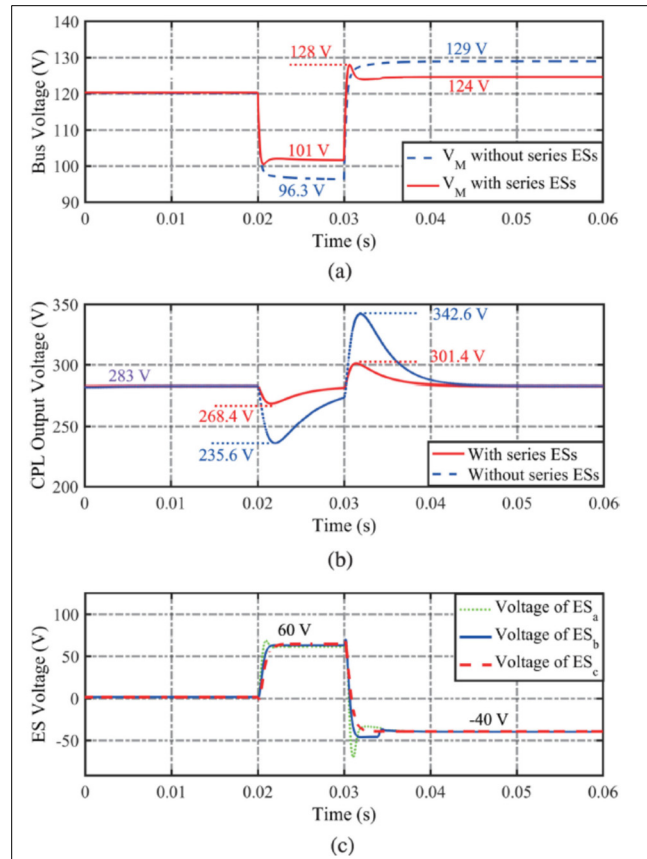 (a)
Bus Voltage (V)
130
120
110
100
90
128 V
129 V
124 V
101 V
96.3 V
V_M without series ESs
V_M with series ESs
0
0.01
0.02
0.03
0.04
0.05
0.06
Time (s)
(a)
CPL Output Voltage (V)
350
300
250
200
342.6 V
301.4 V
283 V
268.4 V
235.6 V
With series ESs
Without series ESs
0
0.01
0.02
0.03
0.04
0.05
0.06
Time (s)
(b)
ES Voltage (V)
100
50
0
-50
60 V
-40 V
Voltage of ES_a
Voltage of ES_b
Voltage of ES_c
0
0.01
0.02
0.03
0.04
0.05
0.06
Time (s)
(c)